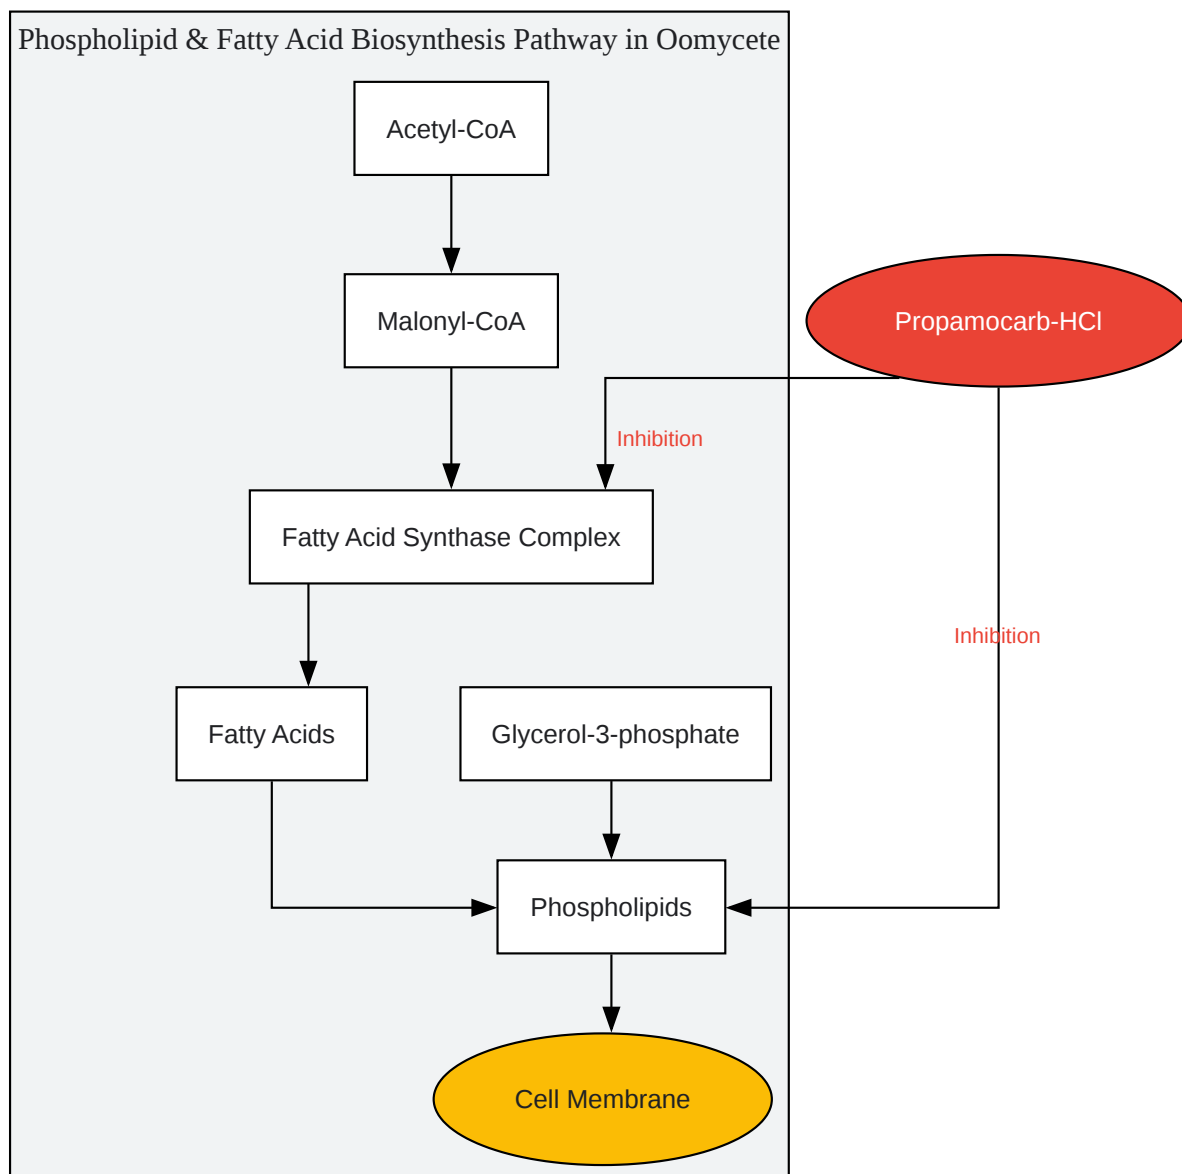 Phospholipid & Fatty Acid Biosynthesis Pathway in Oomycete
Acetyl-CoA
Malonyl-CoA
Propamocarb-HCl
Inhibition
Fatty Acid Synthase Complex
Inhibition
Fatty Acids
Glycerol-3-phosphate
Phospholipids
Cell Membrane